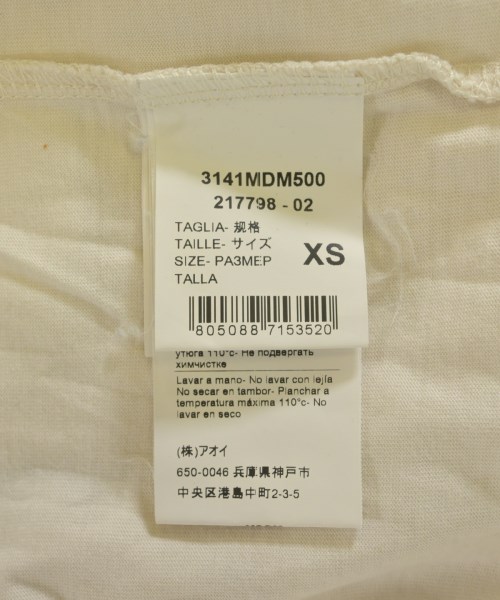 3141MDM500
217798 - 02
TAGLIA- 规格
TAILLE- サイズ
SIZE- РАЗМЕР
TALLA
XS
805088 7153520
утюга 110°c- Не подвергать
химчистке
Lavar a mano- No lavar con lejía
No secar en tambor- Planchar a
temperatura máxima 110°c- No
lavar en seco
(株)アオイ
650-0046 兵庫県神戸市
中央区港島中町2-3-5